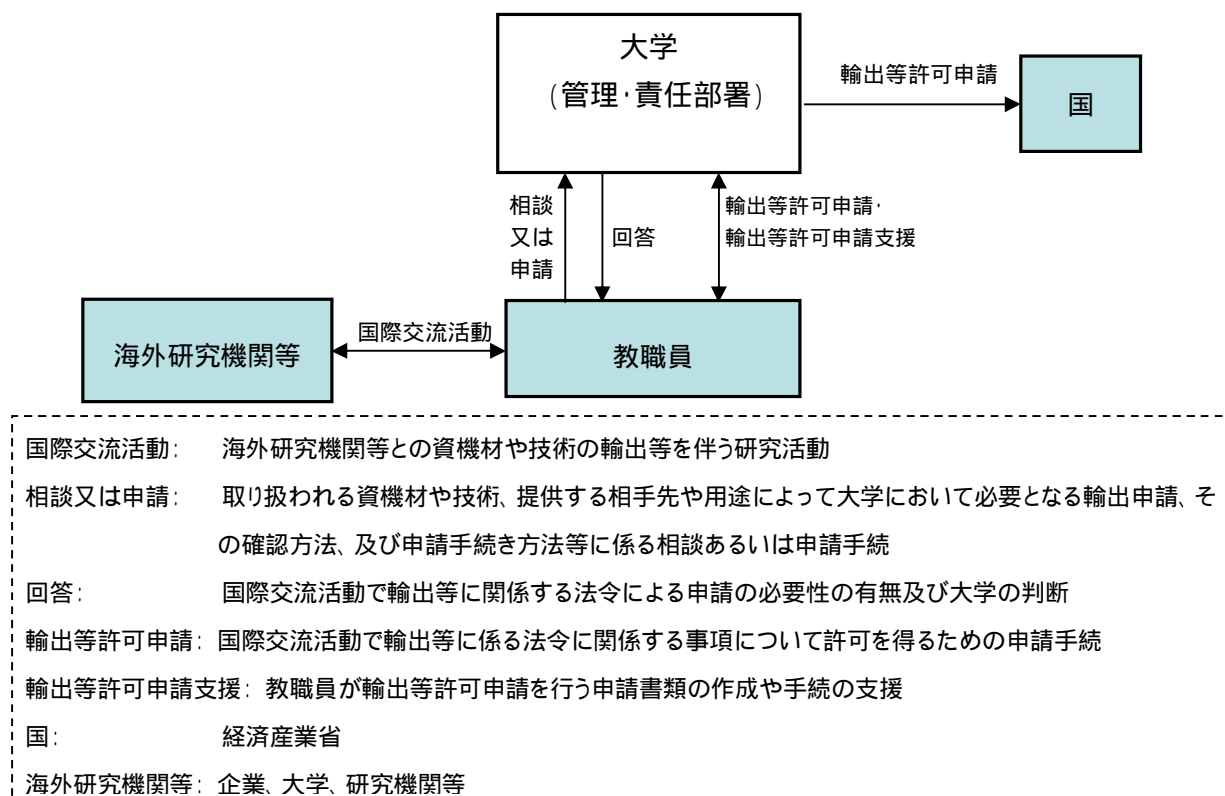 大学
(管理・責任部署)
輸出等許可申請
国
相談
又は
申請
回答
輸出等許可申請・
輸出等許可申請支援
海外研究機関等
国際交流活動
教職員
国際交流活動: 海外研究機関等との資機材や技術の輸出等を伴う研究活動
相談又は申請: 取り扱われる資機材や技術、提供する相手先や用途によって大学において必要となる輸出申請、そ
の確認方法、及び申請手続き方法等に係る相談あるいは申請手続
回答: 国際交流活動で輸出等に関係する法令による申請の必要性の有無及び大学の判断
輸出等許可申請: 国際交流活動で輸出等に係る法令に関係する事項について許可を得るための申請手続
輸出等許可申請支援: 教職員が輸出等許可申請を行う申請書類の作成や手続の支援
国: 経済産業省
海外研究機関等: 企業、大学、研究機関等